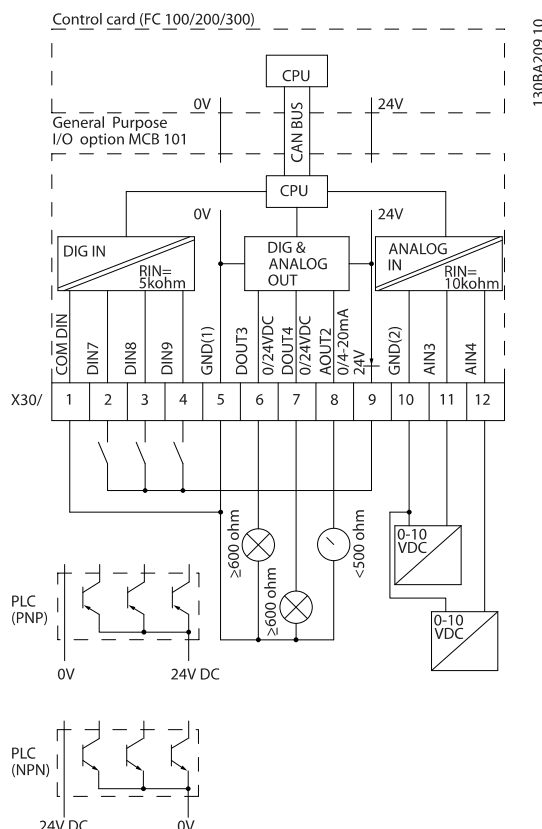 Control card (FC 100/200/300)
130BA209.10
CPU
0V
24V
General Purpose
I/O option MCB 101
CAN BUS
CPU
0V
24V
DIG IN
RIN=
5kohm
DIG &
ANALOG
OUT
ANALOG
IN
RIN=
10kohm
COM DIN
DIN7
DIN8
DIN9
GND(1)
DOUT3
0/24VDC
DOUT4
0/24VDC
AOUT2
0/4-20mA
24V
GND(2)
AIN3
AIN4
X30/
1
2
3
4
5
6
7
8
9
10
11
12
≥600 ohm
≥600 ohm
<500 ohm
0-10
VDC
0-10
VDC
PLC
(PNP)
0V
24V DC
PLC
(NPN)
24V DC
0V